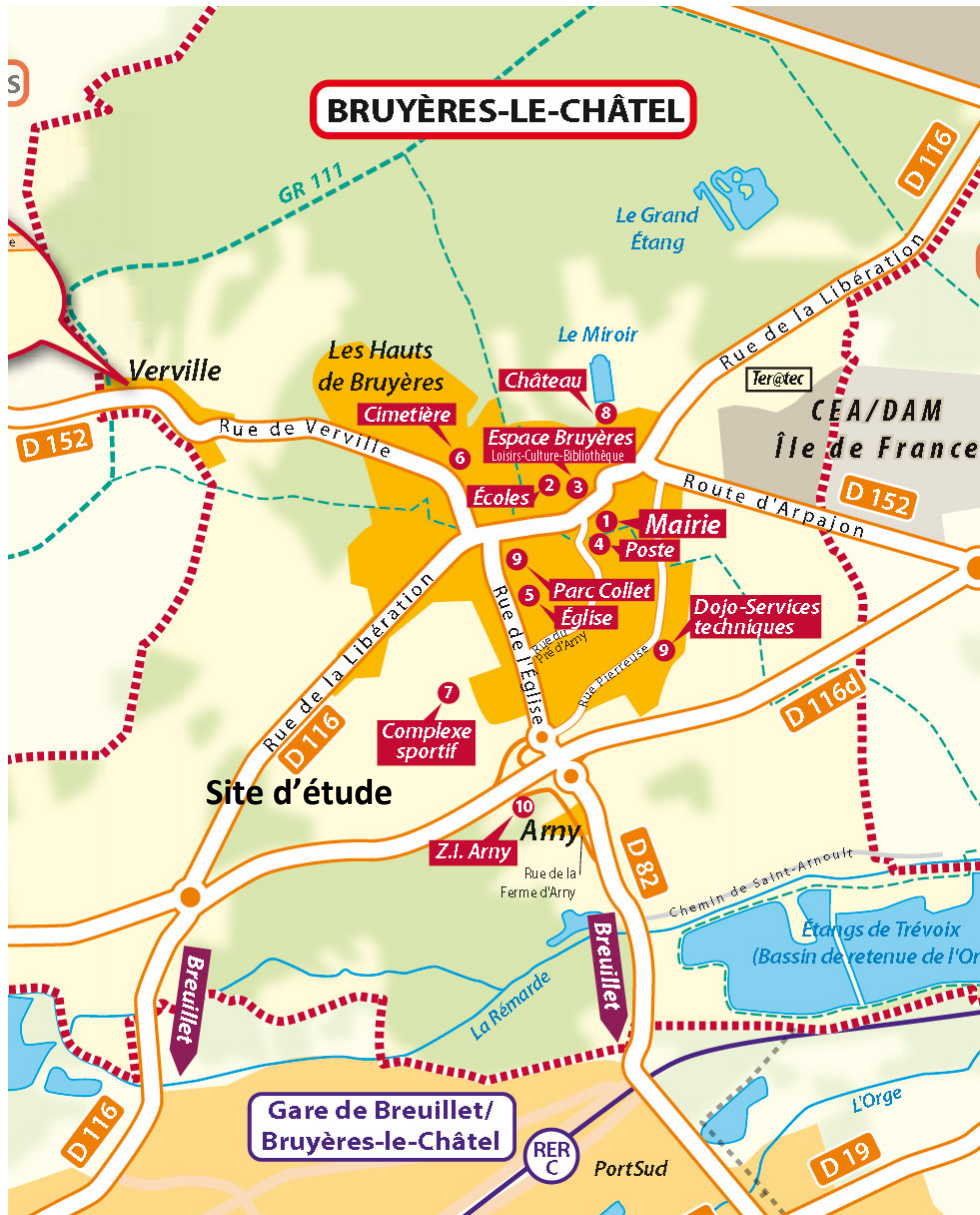 S
BRUYÈRES-LE-CHÂTEL
D 116
GR 111
Le Grand
Étang
Rue de la Libération
e
Le Miroir
Verville
Les Hauts
de Bruyères
Château
8
Ter@tec
CEA/DAM
Île de France
D 152
Rue de Verville
Cimetière
6
Espace Bruyères
Loisirs-Culture-Bibliothèque
Écoles
2
3
Route d'Arpajon
D 152
1
Mairie
4
Poste
9
Parc Collet
5
Église
Rue de l'Église
Rue du
Pré d'Arny
Rue Pierreuse
Dojo-Services
techniques
9
Rue de la Libération
D 116
7
Complexe
sportif
D 116d
Site d'étude
10
Arny
Z.I. Arny
Rue de la
Ferme d'Arny
D 82
Chemin de Saint-Arnoult
Étangs de Trévoix
(Bassin de retenue de l'Or
Breuillet
Breuillet
La Rémarde
D 116
Gare de Breuillet/
Bruyères-le-Châtel
RER
C
PortSud
L'Orge
D 19